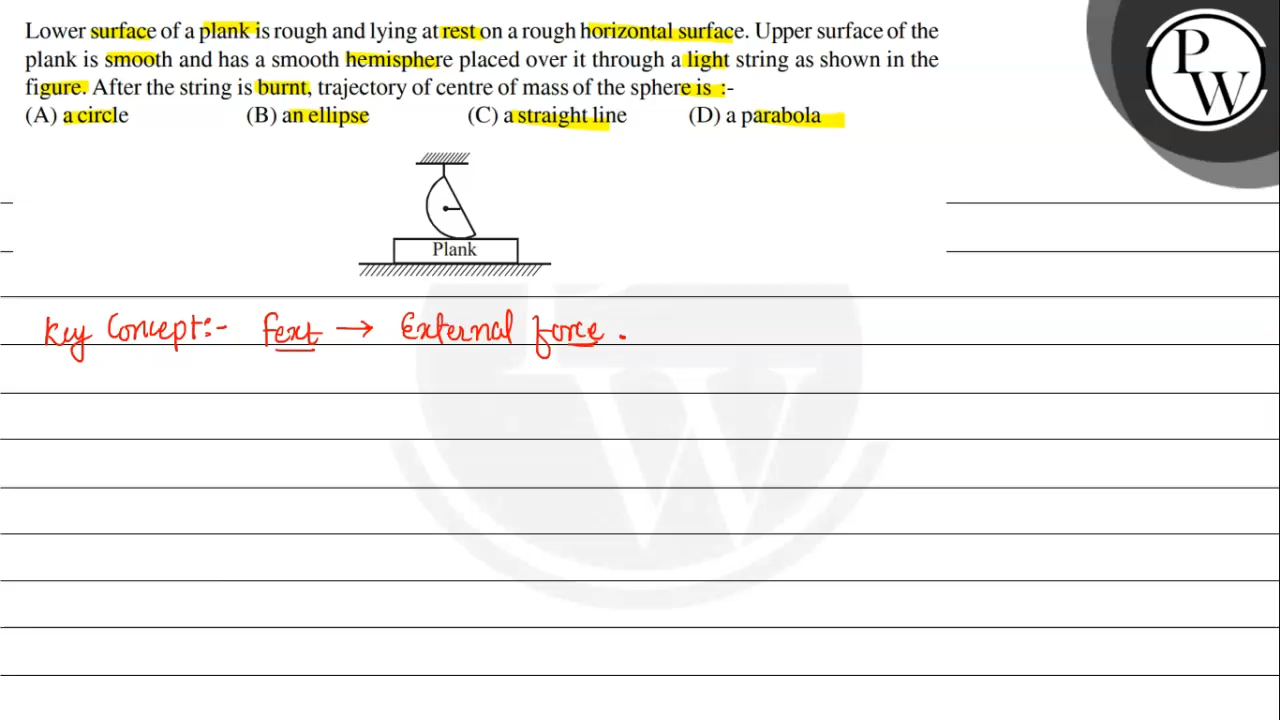 Lower surface of a plank is rough and lying at rest on a rough horizontal surface. Upper surface of the
plank is smooth and has a smooth hemisphere placed over it through a light string as shown in the
figure. After the string is burnt, trajectory of centre of mass of the sphere is :-
(A) a circle (B) an ellipse (C) a straight line (D) a parabola
P
W
Plank
Key Concept:- Fext → External force.